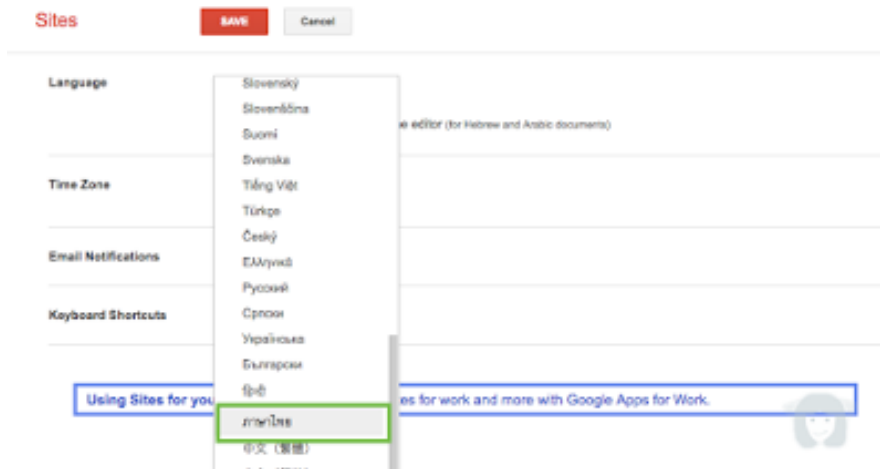 Sites
SAVE
Cancel
Language
Slovenský
Slovenščina
e editor (for Hebrew and Arabic documents)
Suomi
Svenska
Time Zone
Tiếng Việt
Türkçe
Český
Email Notifications
Ελληνικά
Русский
Keyboard Shortcuts
Српски
Українська
Български
हिन्दी
Using Sites for you
es for work and more with Google Apps for Work.
ภาษาไทย
中文（繁體）